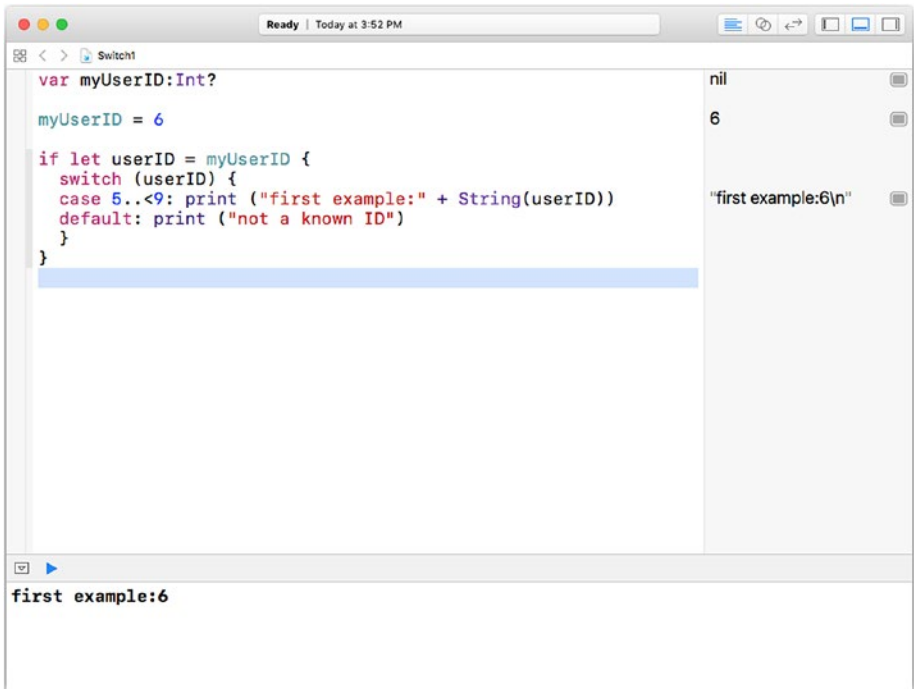 Ready | Today at 3:52 PM
Switch1
var myUserID:Int?
nil
myUserID = 6
6
if let userID = myUserID {
switch (userID) {
case 5..<9: print ("first example:" + String(userID))
"first example:6\n"
default: print ("not a known ID")
}
}
first example:6